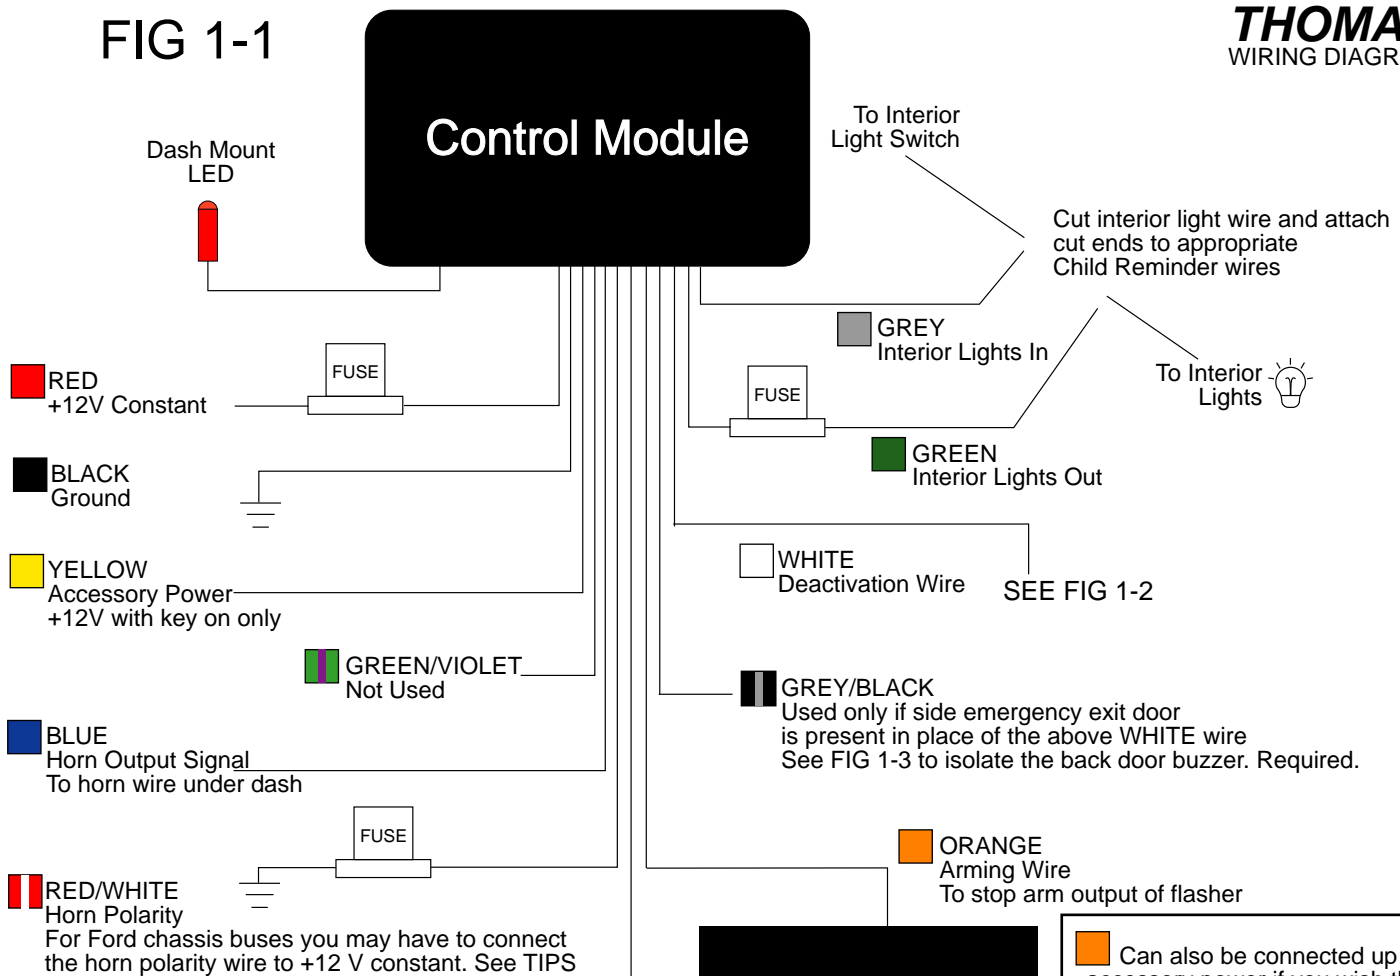 FIG 1-1
WIRING
Control Module
To Interior
Light Switch
Dash Mount
LED
Cut interior light wire and attach
cut ends to appropriate
Child Reminder wires
GREY
Interior Lights In
FUSE
RED
+12V Constant
To Interior
Lights
FUSE
GREEN
Interior Lights Out
BLACK
Ground
WHITE
Deactivation Wire
SEE FIG 1-2
YELLOW
Accessory Power
+12V with key on only
GREEN/VIOLET
Not Used
GREY/BLACK
Used only if side emergency exit door
is present in place of the above WHITE wire
See FIG 1-3 to isolate the back door buzzer. Required.
BLUE
Horn Output Signal
To horn wire under dash
FUSE
ORANGE
Arming Wire
To stop arm output of flasher
RED/WHITE
Horn Polarity
For Ford chassis buses you may have to connect
the horn polarity wire to +12 V constant. See TIPS
Can also be connected up
accessory power if you wish